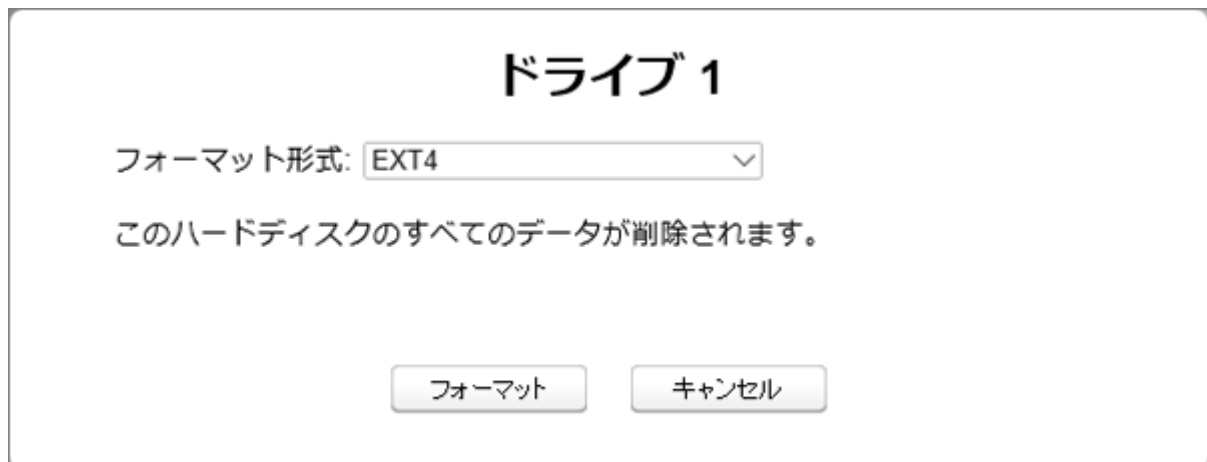 ドライブ 1
フォーマット形式: EXT4
このハードディスクのすべてのデータが削除されます。
フォーマット キャンセル